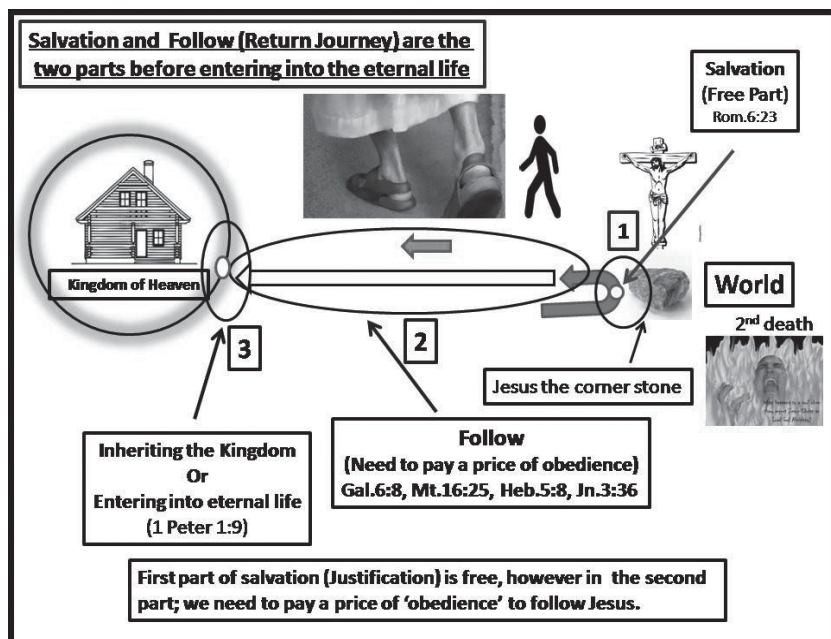 Salvation and Follow (Return Journey) are the
two parts before entering into the eternal life
Salvation
(Free Part)
Rom.6:23
1
Kingdom of Heaven
World
2nd death
3
2
Jesus the corner stone
Inheriting the Kingdom
Or
Entering into eternal life
(1 Peter 1:9)
Follow
(Need to pay a price of obedience)
Gal.6:8, Mt.16:25, Heb.5:8, Jn.3:36
First part of salvation (Justification) is free, however in the second
part; we need to pay a price of 'obedience' to follow Jesus.